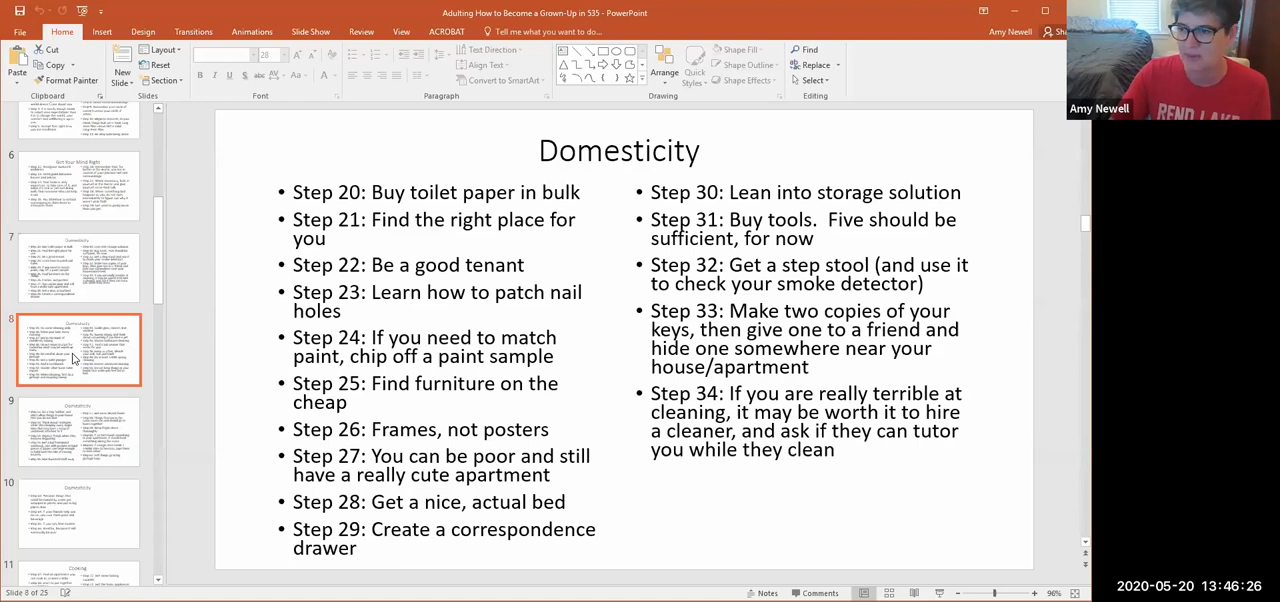 Adulting How to Become a Grown-Up in 535 - PowerPoint
File Home Insert Design Transitions Animations Slide Show Review View ACROBAT Tell me what you want to do...
Amy Newell
Paste
Cut
Copy
Format Painter
Clipboard
New Slide
Layout
Reset
Section
Slides
28
B I U S abc AV Aa A
Font
Text Direction
Align Text
Convert to SmartArt
Paragraph
Arrange
Quick Styles
Shape Fill
Shape Outline
Shape Effects
Drawing
Find
Replace
Select
Editing
Amy Newell
REND LAKE
6
Get Your Mind Right
7
Domesticity
8
Domesticity
9
Domesticity
10
Domesticity
11
Cooking
Domesticity
• Step 20: Buy toilet paper in bulk
• Step 21: Find the right place for
you
• Step 22: Be a good tenant
• Step 23: Learn how to patch nail
holes
• Step 24: If you need to match
paint, chip off a paint sample
• Step 25: Find furniture on the
cheap
• Step 26: Frames, not posters
• Step 27: You can be poor and still
have a really cute apartment
• Step 28: Get a nice, actual bed
• Step 29: Create a correspondence
drawer
• Step 30: Lean into storage solution
• Step 31: Buy tools.  Five should be
sufficient, for now
• Step 32: Get a step stool (and use it
to check your smoke detector)
• Step 33: Make two copies of your
keys, then give one to a friend and
hide one somewhere near your
house/apartment
• Step 34: If you are really terrible at
cleaning, it may be worth it to hire
a cleaner, and ask if they can tutor
you while they clean
Slide 8 of 25
Notes
Comments
96%
2020-05-20 13:46:26